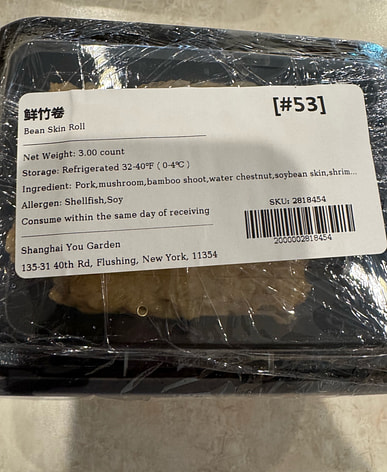 鲜竹卷
[#53]
Bean Skin Roll
Net Weight: 3.00 count
Storage: Refrigerated 32-40°F ( 0-4°C )
Ingredient: Pork,mushroom,bamboo shoot,water chestnut,soybean skin,shrim...
Allergen: Shellfish,Soy
Consume within the same day of receiving
SKU: 2818454
2000002818454
Shanghai You Garden
135-31 40th Rd, Flushing, New York, 11354